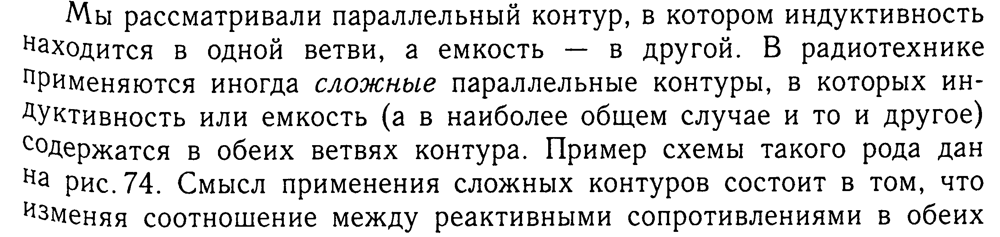 Мы рассматривали параллельный контур, в котором индуктивность
находится в одной ветви, а емкость — в другой. В радиотехнике
применяются иногда сложные параллельные контуры, в которых ин-
дуктивность или емкость (а в наиболее общем случае и то и другое)
содержатся в обеих ветвях контура. Пример схемы такого рода дан
на рис. 74. Смысл применения сложных контуров состоит в том, что
изменяя соотношение между реактивными сопротивлениями в обеих